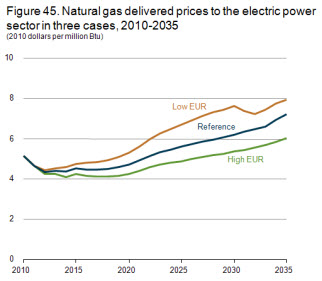 Figure 45. Natural gas delivered prices to the electric power
sector in three cases, 2010-2035
(2010 dollars per million Btu)
10
8
Low EUR
Reference
6
High EUR
4
2
0
2010 2015 2020 2025 2030 2035